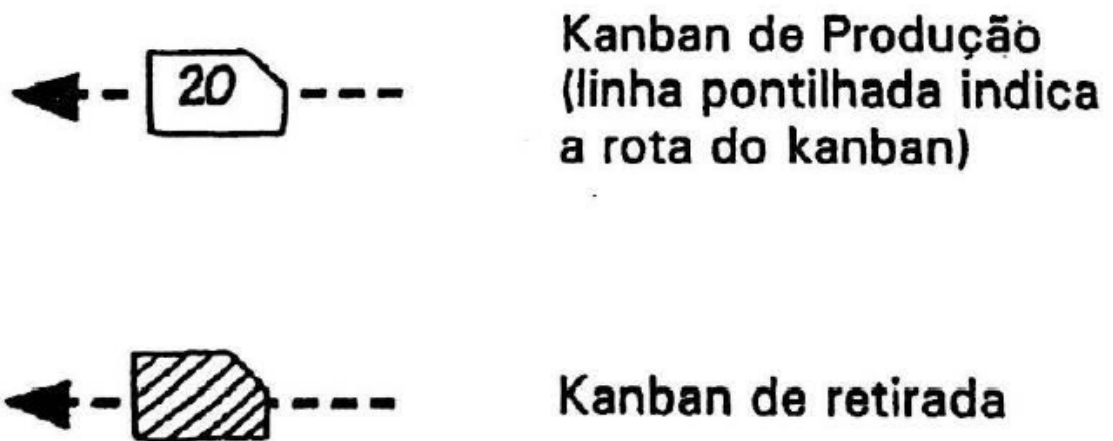 20
Kanban de Produção
(linha pontilhada indica
a rota do kanban)
Kanban de retirada